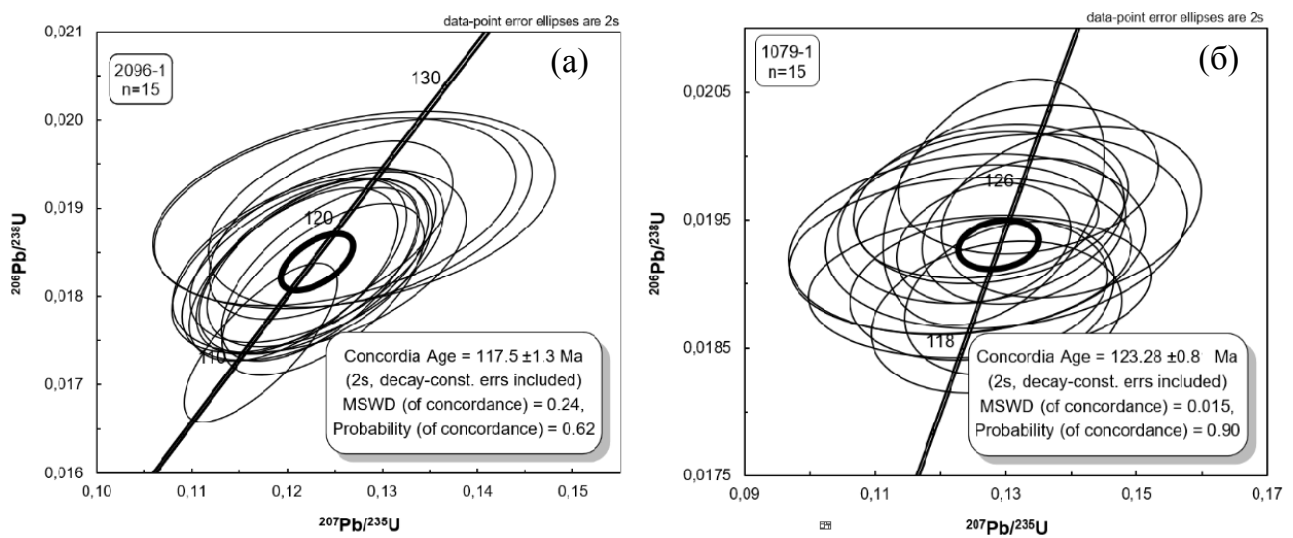 data-point error ellipses are 2s
0,021
0,020
0,019
0,018
0,017
0,016
²⁰⁶Pb/²³⁸U
2096-1
n=15
(а)
130
120
110
Concordia Age = 117.5 ±1.3 Ma
(2s, decay-const. errs included)
MSWD (of concordance) = 0.24,
Probability (of concordance) = 0.62
0,10 0,11 0,12 0,13 0,14 0,15
²⁰⁷Pb/²³⁵U
data-point error ellipses are 2s
0,0205
0,0195
0,0185
0,0175
²⁰⁶Pb/²³⁸U
1079-1
n=15
(б)
126
118
Concordia Age = 123.28 ±0.8 Ma
(2s, decay-const. errs included)
MSWD (of concordance) = 0.015,
Probability (of concordance) = 0.90
0,09 0,11 0,13 0,15 0,17
²⁰⁷Pb/²³⁵U